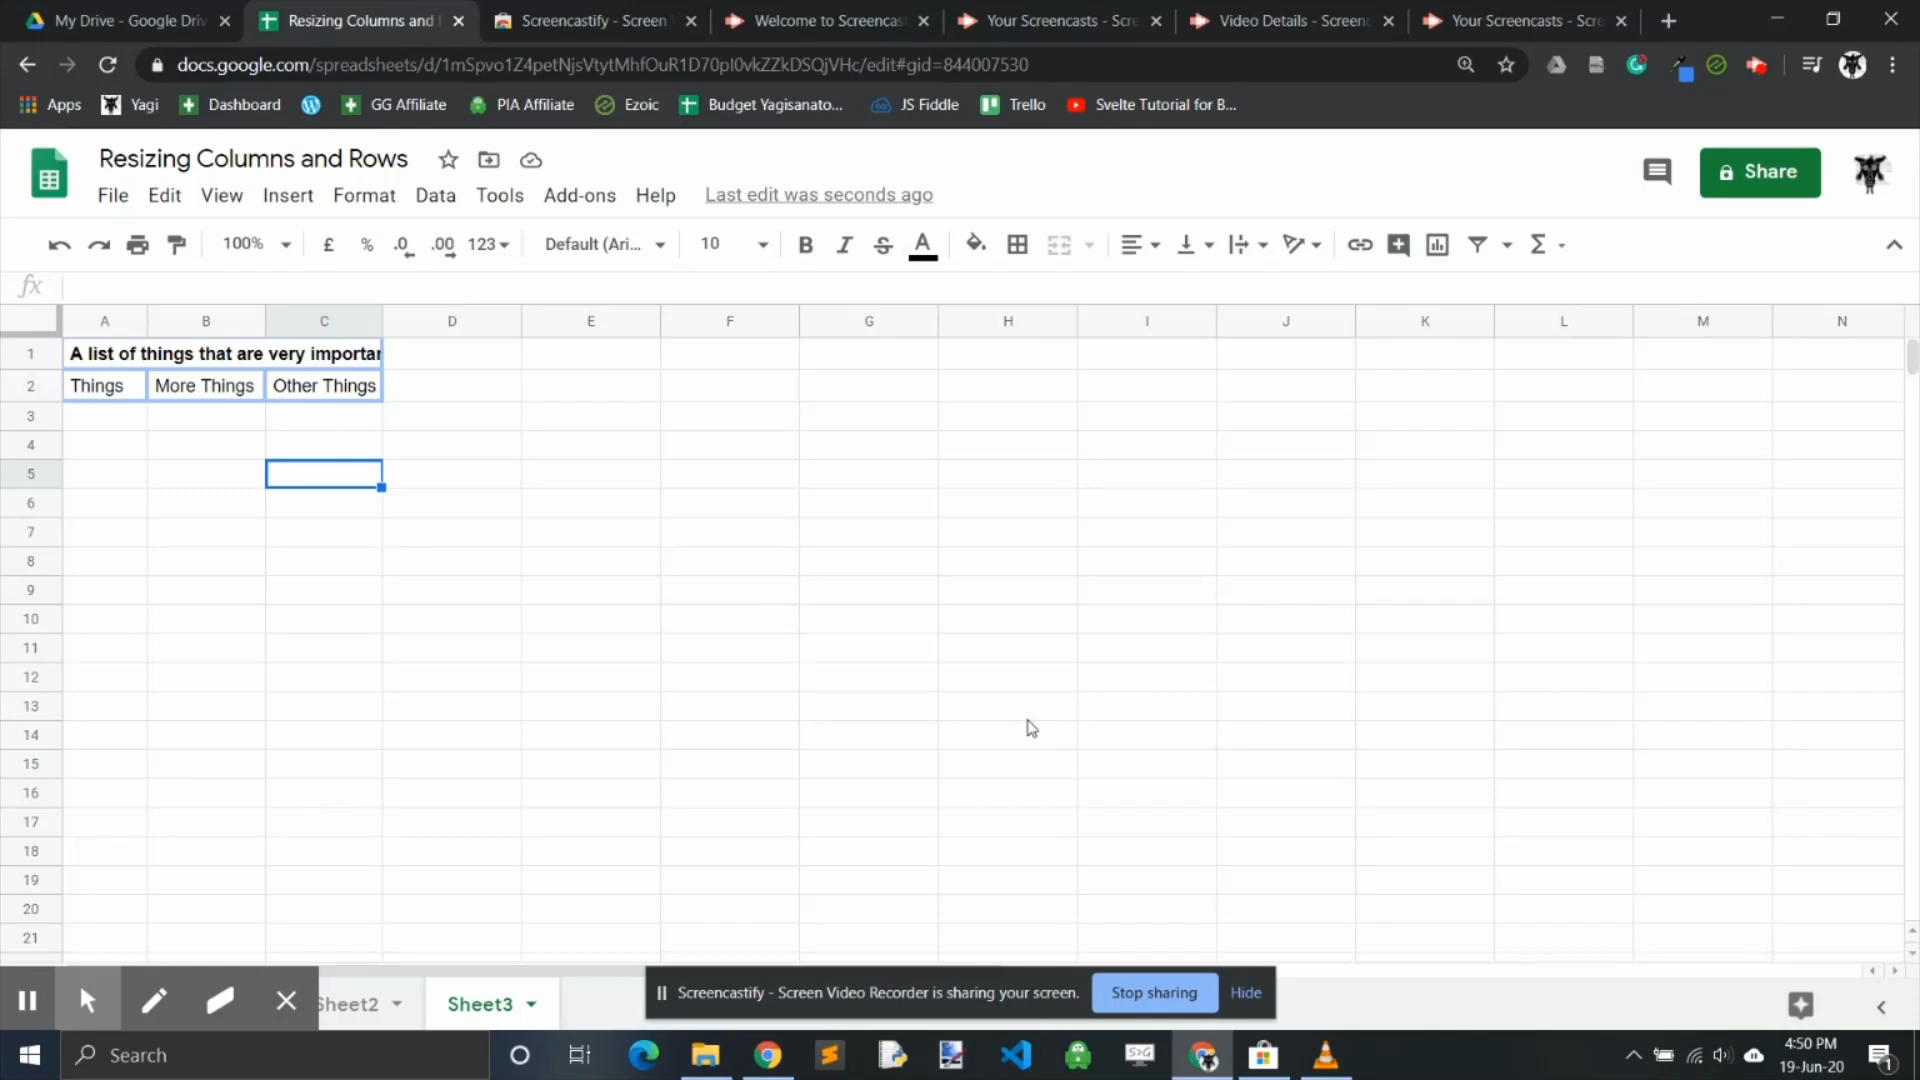 My Drive - Google Driv
Resizing Columns and
Screencastify - Screen
Welcome to Screencas
Your Screencasts - Scre
Video Details - Screenc
Your Screencasts - Scre
docs.google.com/spreadsheets/d/1mSpvo1Z4petNjsVtytMhfOuR1D70pI0vkZZkDSQjVHc/edit#gid=844007530
Apps Yagi Dashboard GG Affiliate PIA Affiliate Ezoic Budget Yagisanato... JS Fiddle Trello Svelte Tutorial for B...
Resizing Columns and Rows
Share
File Edit View Insert Format Data Tools Add-ons Help Last edit was seconds ago
100% £ % .0 .00 123 Default (Ari... 10 B I S A Σ
fx
A B C D E F G H I J K L M N
1 A list of things that are very importan
2 Things More Things Other Things
3
4
5
6
7
8
9
10
11
12
13
14
15
16
17
18
19
20
21
Sheet2 Sheet3
Screencastify - Screen Video Recorder is sharing your screen. Stop sharing Hide
Search
4:50 PM
19-Jun-20
1